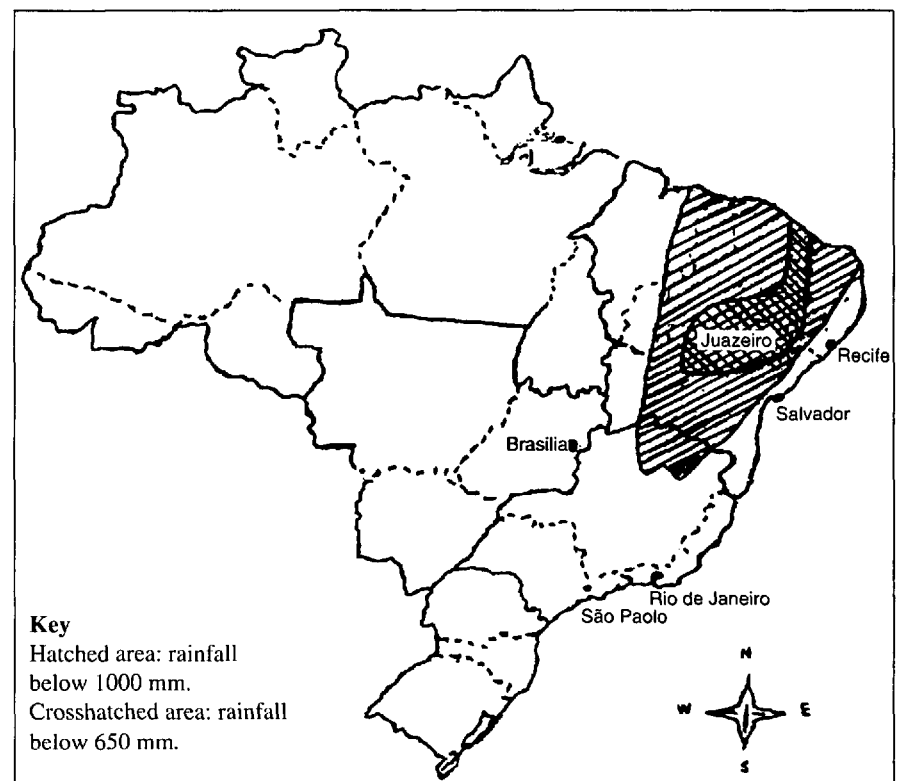 Juazeiro
Recife
Salvador
Brasilia
Rio de Janeiro
São Paolo
Key
Hatched area: rainfall
below 1000 mm.
Crosshatched area: rainfall
below 650 mm.
N
W E
S